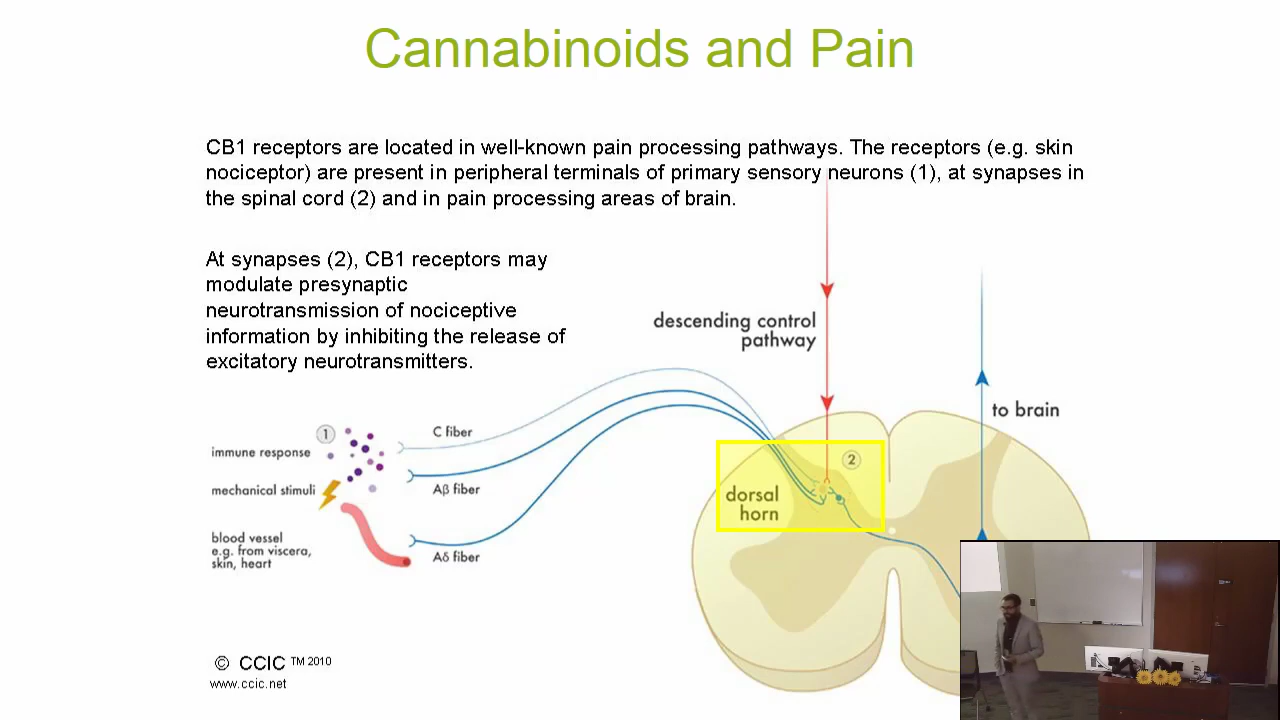 Cannabinoids and Pain
CB1 receptors are located in well-known pain processing pathways. The receptors (e.g. skin
nociceptor) are present in peripheral terminals of primary sensory neurons (1), at synapses in
the spinal cord (2) and in pain processing areas of brain.
At synapses (2), CB1 receptors may
modulate presynaptic
neurotransmission of nociceptive
information by inhibiting the release of
excitatory neurotransmitters.
descending control
pathway
to brain
1
C fiber
immune response
2
mechanical stimuli
Aβ fiber
dorsal
horn
blood vessel
e.g. from viscera,
skin, heart
Aδ fiber
© CCIC ™ 2010
www.ccic.net